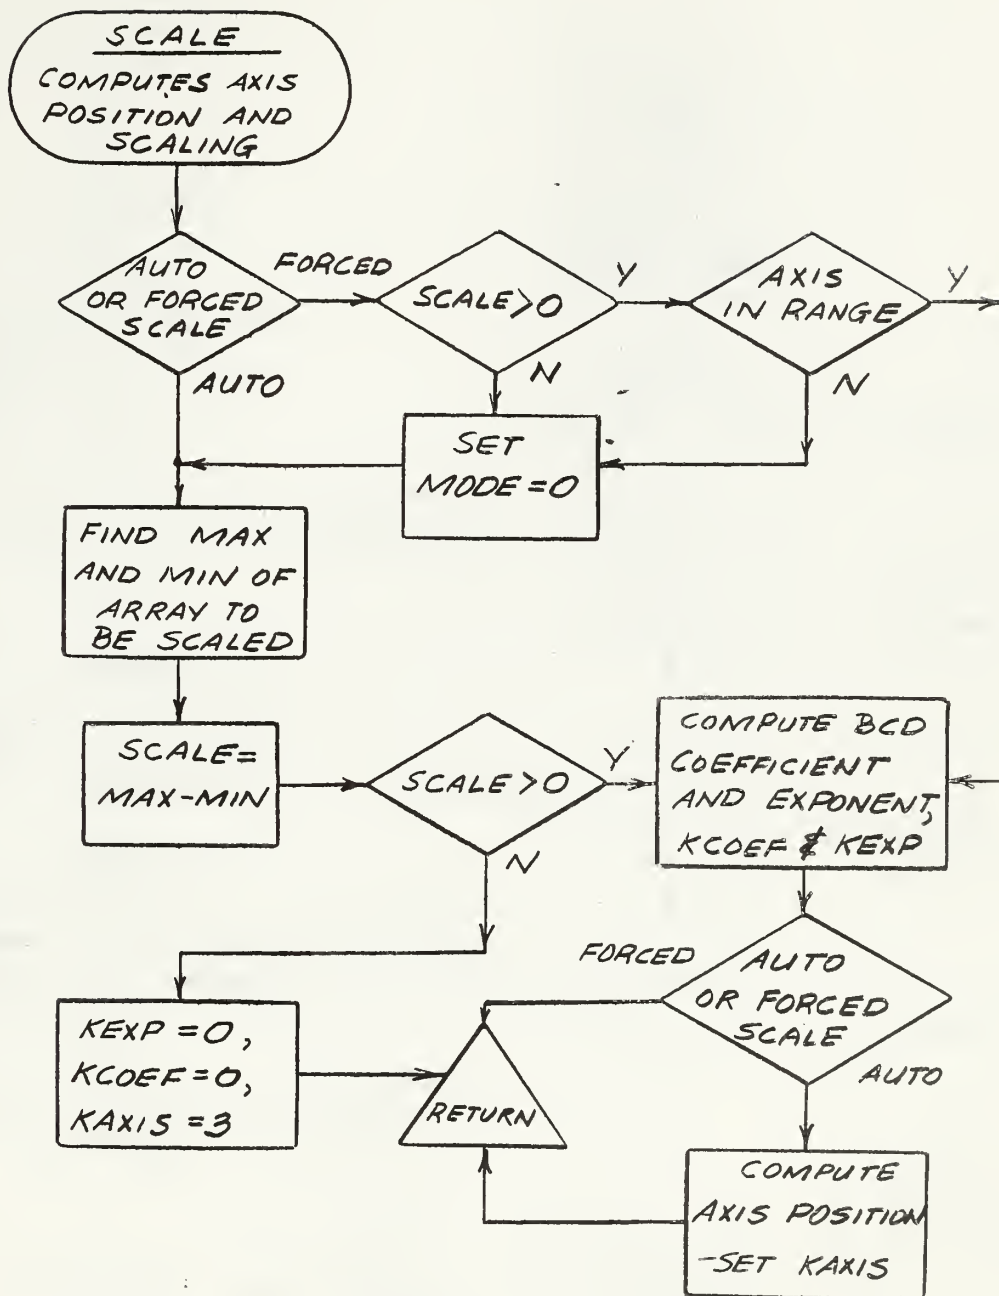 SCALE
COMPUTES AXIS
POSITION AND
SCALING
AUTO
OR FORCED
SCALE
FORCED
AUTO
SCALE>0
Y
N
AXIS
IN RANGE
Y
N
SET
MODE=0
FIND MAX
AND MIN OF
ARRAY TO
BE SCALED
SCALE=
MAX-MIN
SCALE>0
Y
N
COMPUTE BCD
COEFFICIENT
AND EXPONENT,
KCOEF & KEXP
AUTO
OR FORCED
SCALE
FORCED
AUTO
KEXP=0,
KCOEF=0,
KAXIS=3
RETURN
COMPUTE
AXIS POSITION
-SET KAXIS